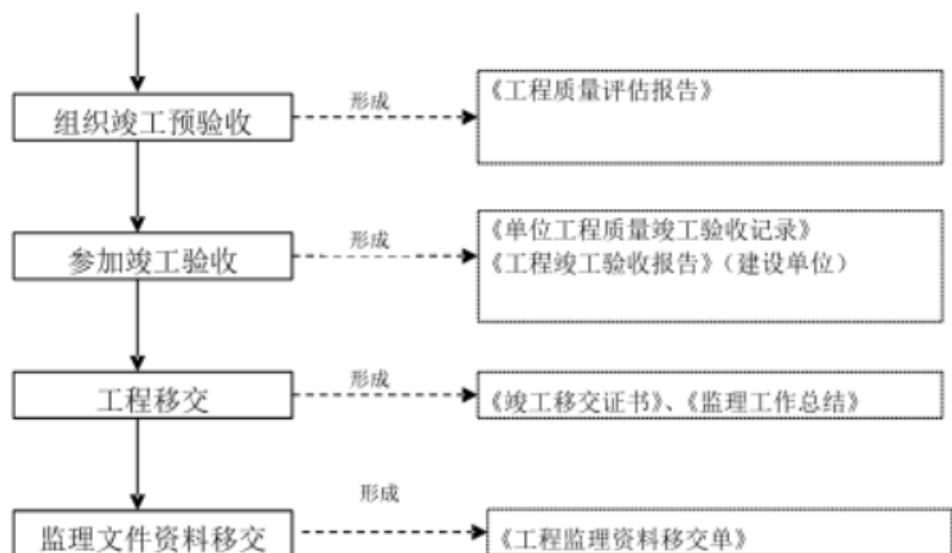 形成
《工程质量评估报告》
组织竣工预验收
形成
《单位工程质量竣工验收记录》
参加竣工验收
《工程竣工验收报告》（建设单位）
形成
工程移交
《竣工移交证书》、《监理工作总结》
形成
监理文件资料移交
《工程监理资料移交单》